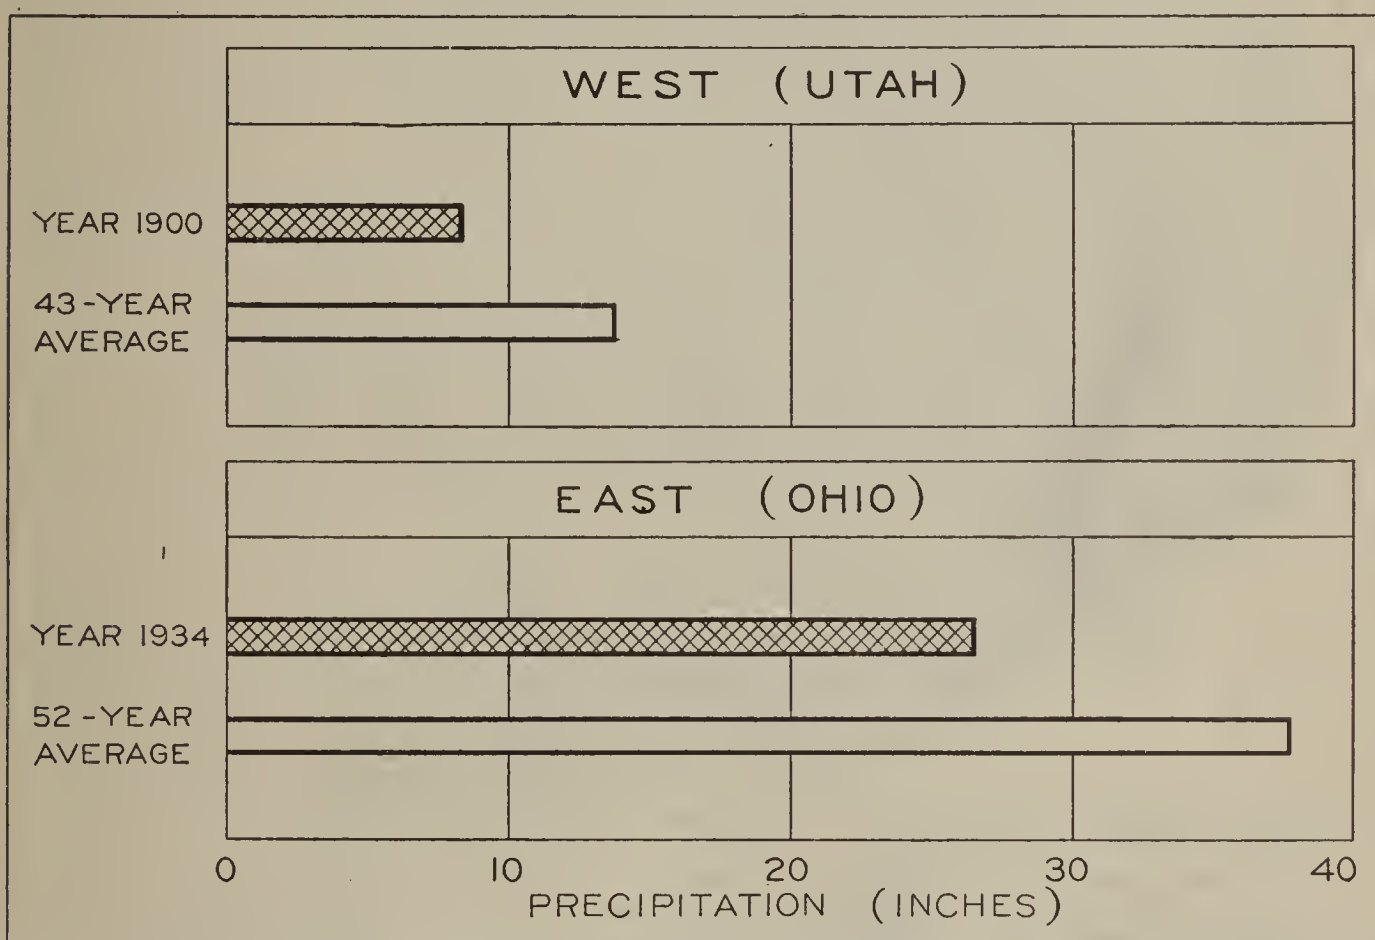 WEST (UTAH)
YEAR 1900
43-YEAR
AVERAGE
EAST (OHIO)
YEAR 1934
52-YEAR
AVERAGE
0 10 20 30 40
PRECIPITATION (INCHES)